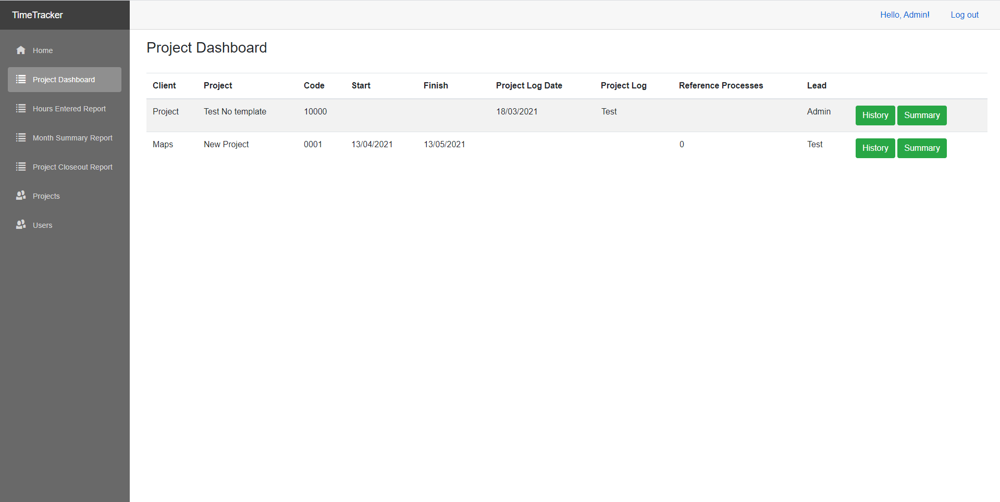 TimeTracker
Hello, Admin! Log out
Home
Project Dashboard
Hours Entered Report
Month Summary Report
Project Closeout Report
Projects
Users
Project Dashboard
Client Project Code Start Finish Project Log Date Project Log Reference Processes Lead
Project Test No template 10000 18/03/2021 Test Admin History Summary
Maps New Project 0001 13/04/2021 13/05/2021 0 Test History Summary